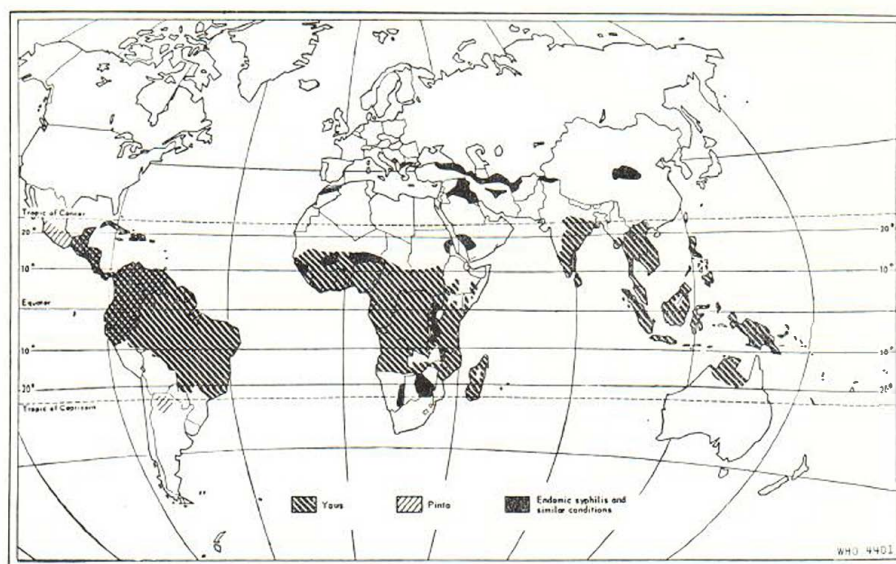 Tropic of Cancer
20° 20°
10° 10°
Equator
10° 10°
20° 20°
Tropic of Capricorn
Yaws
Pinta
Endemic syphilis and
similar conditions
WHO 4401